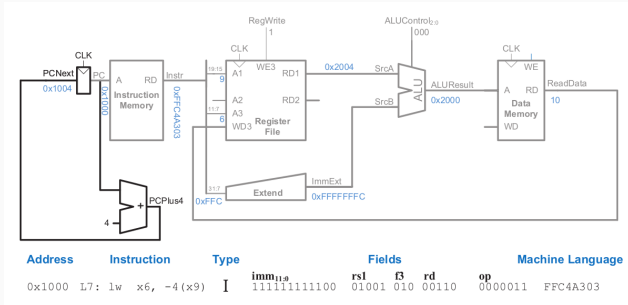 RegWrite
1
ALUControl2:0
000
CLK
PCNext
0x1004
PC
0x1000
A RD
Instruction
Memory
Instr
0xFFC4A303
CLK
19:15
9
A1
WE3
RD1
0x2004
SrcA
A2
RD2
11:7
6
A3
WD3
Register
File
SrcB
ALU
ALUResult
0x2000
CLK
WE
A RD
Data
Memory
WD
ReadData
10
31:7
0xFFC
Extend
ImmExt
0xFFFFFFFC
+
4
PCPlus4
Address Instruction Type Fields Machine Language
imm11:0 rs1 f3 rd op
0x1000 L7: lw x6, -4(x9) I 111111111100 01001 010 00110 0000011 FFC4A303